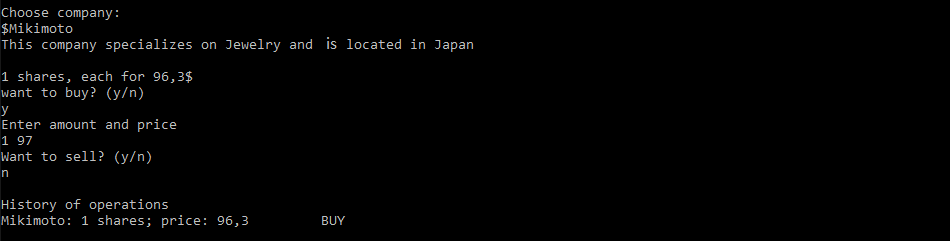 Choose company:
$Mikimoto
This company specializes on Jewelry and is located in Japan
1 shares, each for 96,3$
want to buy? (y/n)
y
Enter amount and price
1 97
Want to sell? (y/n)
n
History of operations
Mikimoto: 1 shares; price: 96,3 BUY